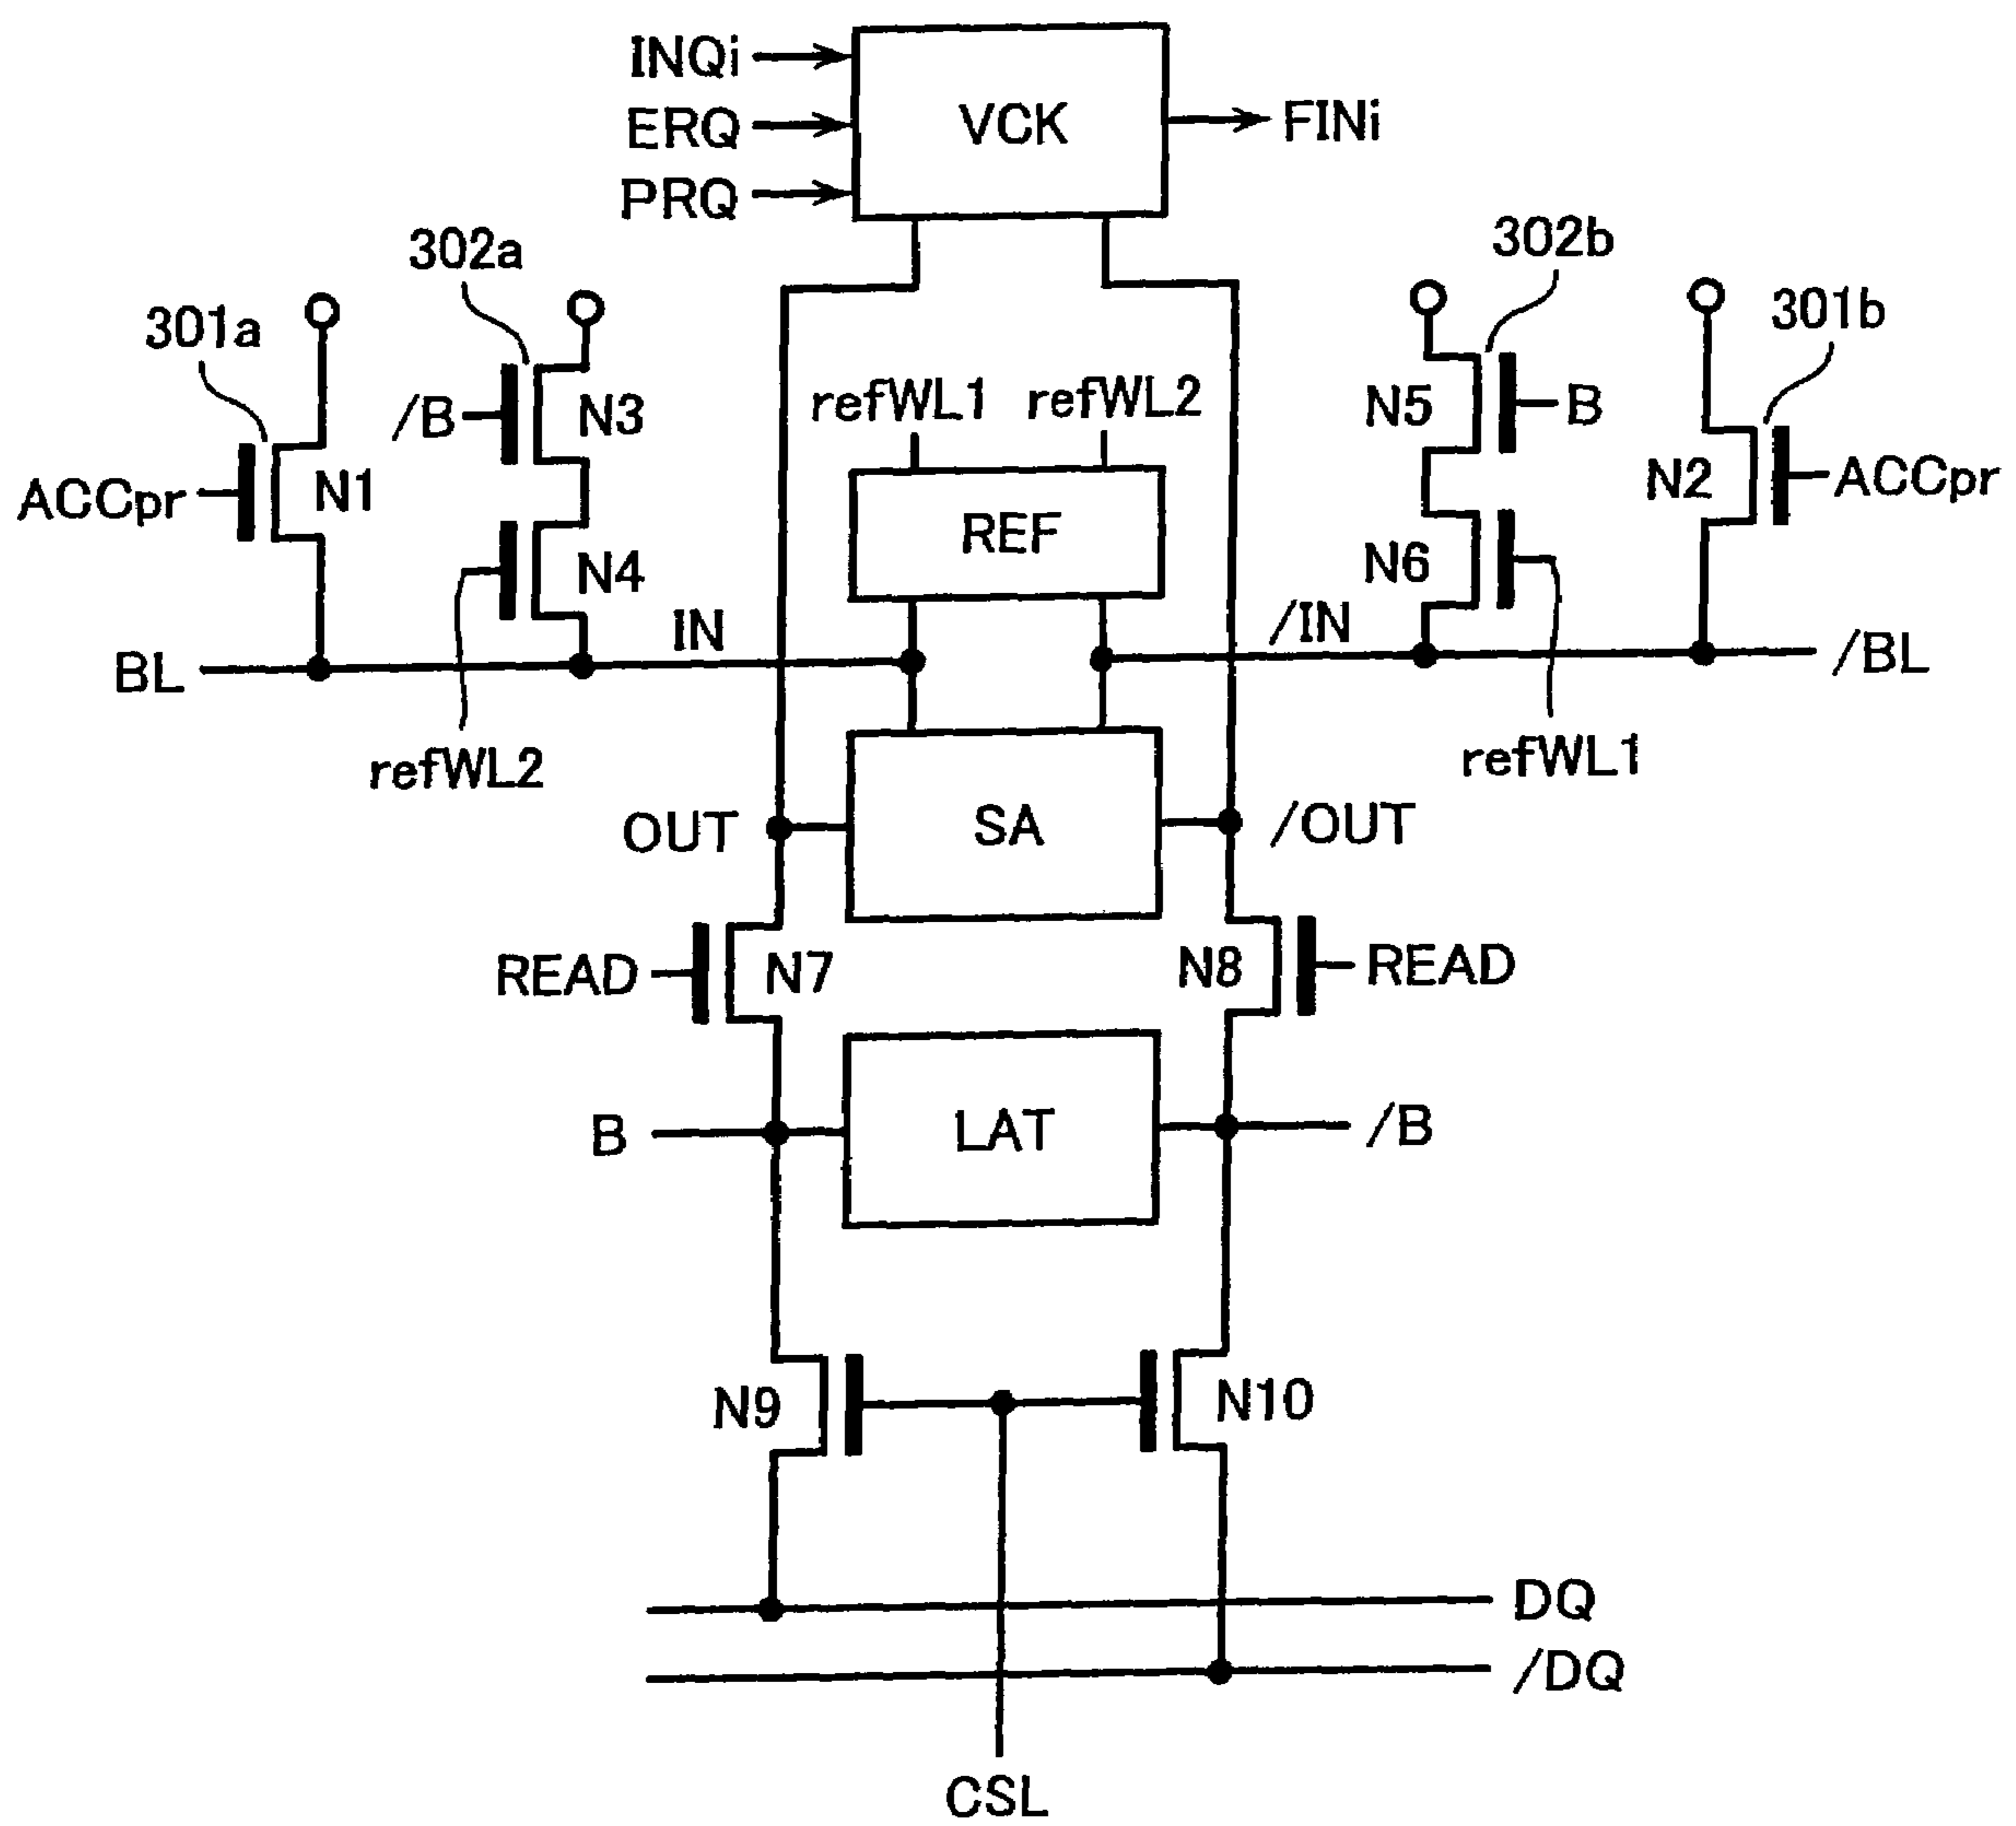 INQi
ERQ
PRQ
VCK
FINi
302a
302b
301a
301b
/B
N3
refWL1
refWL2
N5
B
ACCpr
N1
REF
N2
ACCpr
N4
N6
IN
/IN
BL
/BL
refWL2
refWL1
OUT
SA
/OUT
READ
N7
N8
READ
B
LAT
/B
N9
N10
DQ
/DQ
CSL